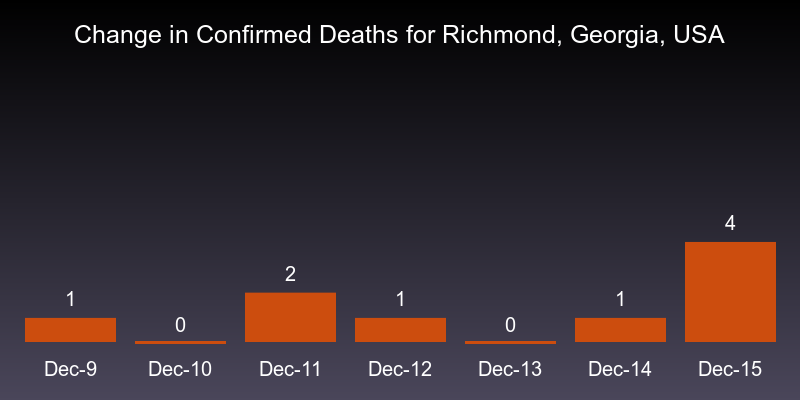 Change in Confirmed Deaths for Richmond, Georgia, USA
1
0
2
1
0
1
4
Dec-9
Dec-10
Dec-11
Dec-12
Dec-13
Dec-14
Dec-15